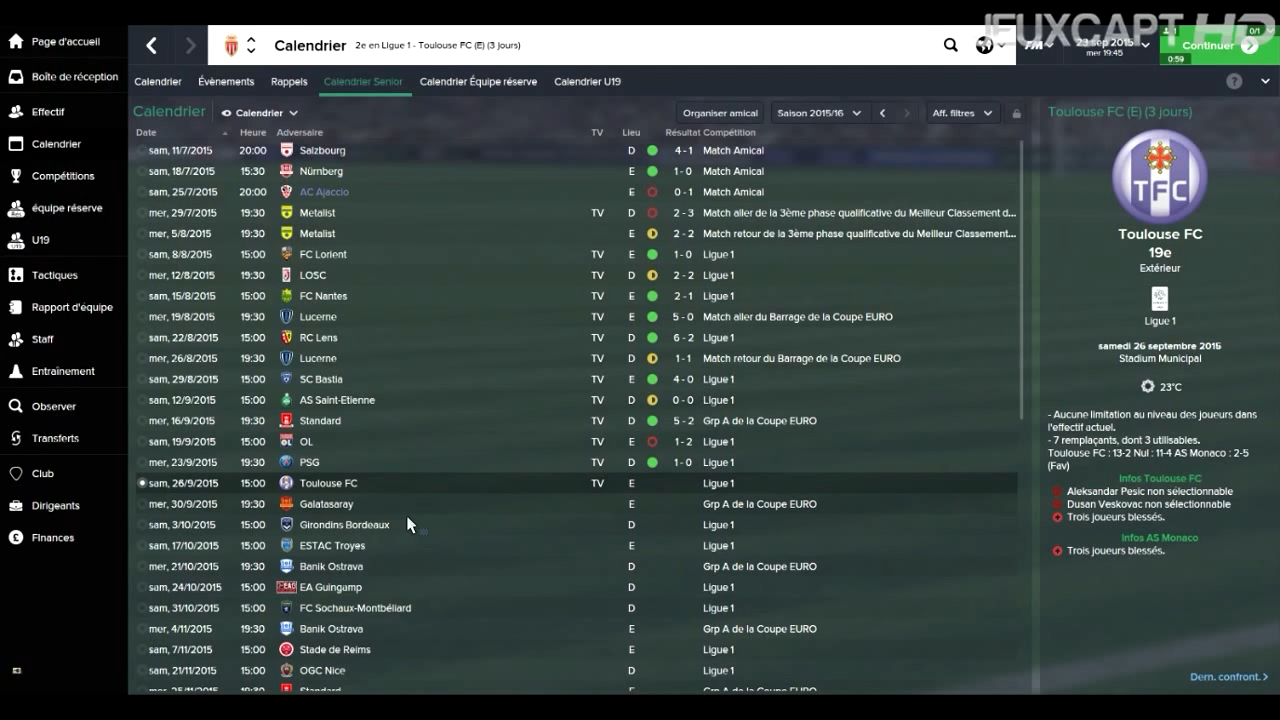 JEUXCAPT HD
Page d'accueil
Boîte de réception
Effectif
Calendrier
Compétitions
équipe réserve
U19
Tactiques
Rapport d'équipe
Staff
Entraînement
Observer
Transferts
Club
Dirigeants
Finances
Calendrier 2e en Ligue 1 - Toulouse FC (E) (3 jours)
FM
23 sep 2015
mer 19:45
0/1
Continuer
0:59
Calendrier Évènements Rappels Calendrier Senior Calendrier Équipe réserve Calendrier U19
Calendrier Calendrier Organiser amical Saison 2015/16 Aff. filtres
Date Heure Adversaire TV Lieu Résultat Compétition
sam, 11/7/2015 20:00 Salzbourg D 4-1 Match Amical
sam, 18/7/2015 15:30 Nürnberg E 1-0 Match Amical
sam, 25/7/2015 20:00 AC Ajaccio E 0-1 Match Amical
mer, 29/7/2015 19:30 Metalist TV D 2-3 Match aller de la 3ème phase qualificative du Meilleur Classement d...
mer, 5/8/2015 19:30 Metalist E D 2-2 Match retour de la 3ème phase qualificative du Meilleur Classement...
sam, 8/8/2015 15:00 FC Lorient TV E 1-0 Ligue 1
mer, 12/8/2015 19:30 LOSC TV D D 2-2 Ligue 1
sam, 15/8/2015 15:00 FC Nantes TV E 2-1 Ligue 1
mer, 19/8/2015 19:30 Lucerne TV E 5-0 Match aller du Barrage de la Coupe EURO
sam, 22/8/2015 15:00 RC Lens TV D 6-2 Ligue 1
mer, 26/8/2015 19:30 Lucerne TV D D 1-1 Match retour du Barrage de la Coupe EURO
sam, 29/8/2015 15:00 SC Bastia TV E 4-0 Ligue 1
sam, 12/9/2015 15:00 AS Saint-Etienne TV D D 0-0 Ligue 1
mer, 16/9/2015 19:30 Standard TV D 5-2 Grp A de la Coupe EURO
sam, 19/9/2015 15:00 OL TV E 1-2 Ligue 1
mer, 23/9/2015 19:30 PSG TV D 1-0 Ligue 1
sam, 26/9/2015 15:00 Toulouse FC TV E Ligue 1
mer, 30/9/2015 19:30 Galatasaray E Grp A de la Coupe EURO
sam, 3/10/2015 15:00 Girondins Bordeaux D Ligue 1
sam, 17/10/2015 15:00 ESTAC Troyes E Ligue 1
mer, 21/10/2015 19:30 Banik Ostrava D Grp A de la Coupe EURO
sam, 24/10/2015 15:00 EA Guingamp D Ligue 1
sam, 31/10/2015 15:00 FC Sochaux-Montbéliard D Ligue 1
mer, 4/11/2015 19:30 Banik Ostrava E Grp A de la Coupe EURO
sam, 7/11/2015 15:00 Stade de Reims E Ligue 1
sam, 21/11/2015 15:00 OGC Nice D Ligue 1
mer, 25/11/2015 19:30 Standard E Grp A de la Coupe EURO
Toulouse FC (E) (3 jours)
TFC
Toulouse FC
19e
Extérieur
Ligue 1
samedi 26 septembre 2015
Stadium Municipal
23°C
- Aucune limitation au niveau des joueurs dans
l'effectif actuel.
- 7 remplaçants, dont 3 utilisables.
Toulouse FC : 13-2 Nul : 11-4 AS Monaco : 2-5
(Fav)
Infos Toulouse FC
Aleksandar Pesic non sélectionnable
Dusan Veskovac non sélectionnable
Trois joueurs blessés.
Infos AS Monaco
Trois joueurs blessés.
Dern. confront. >